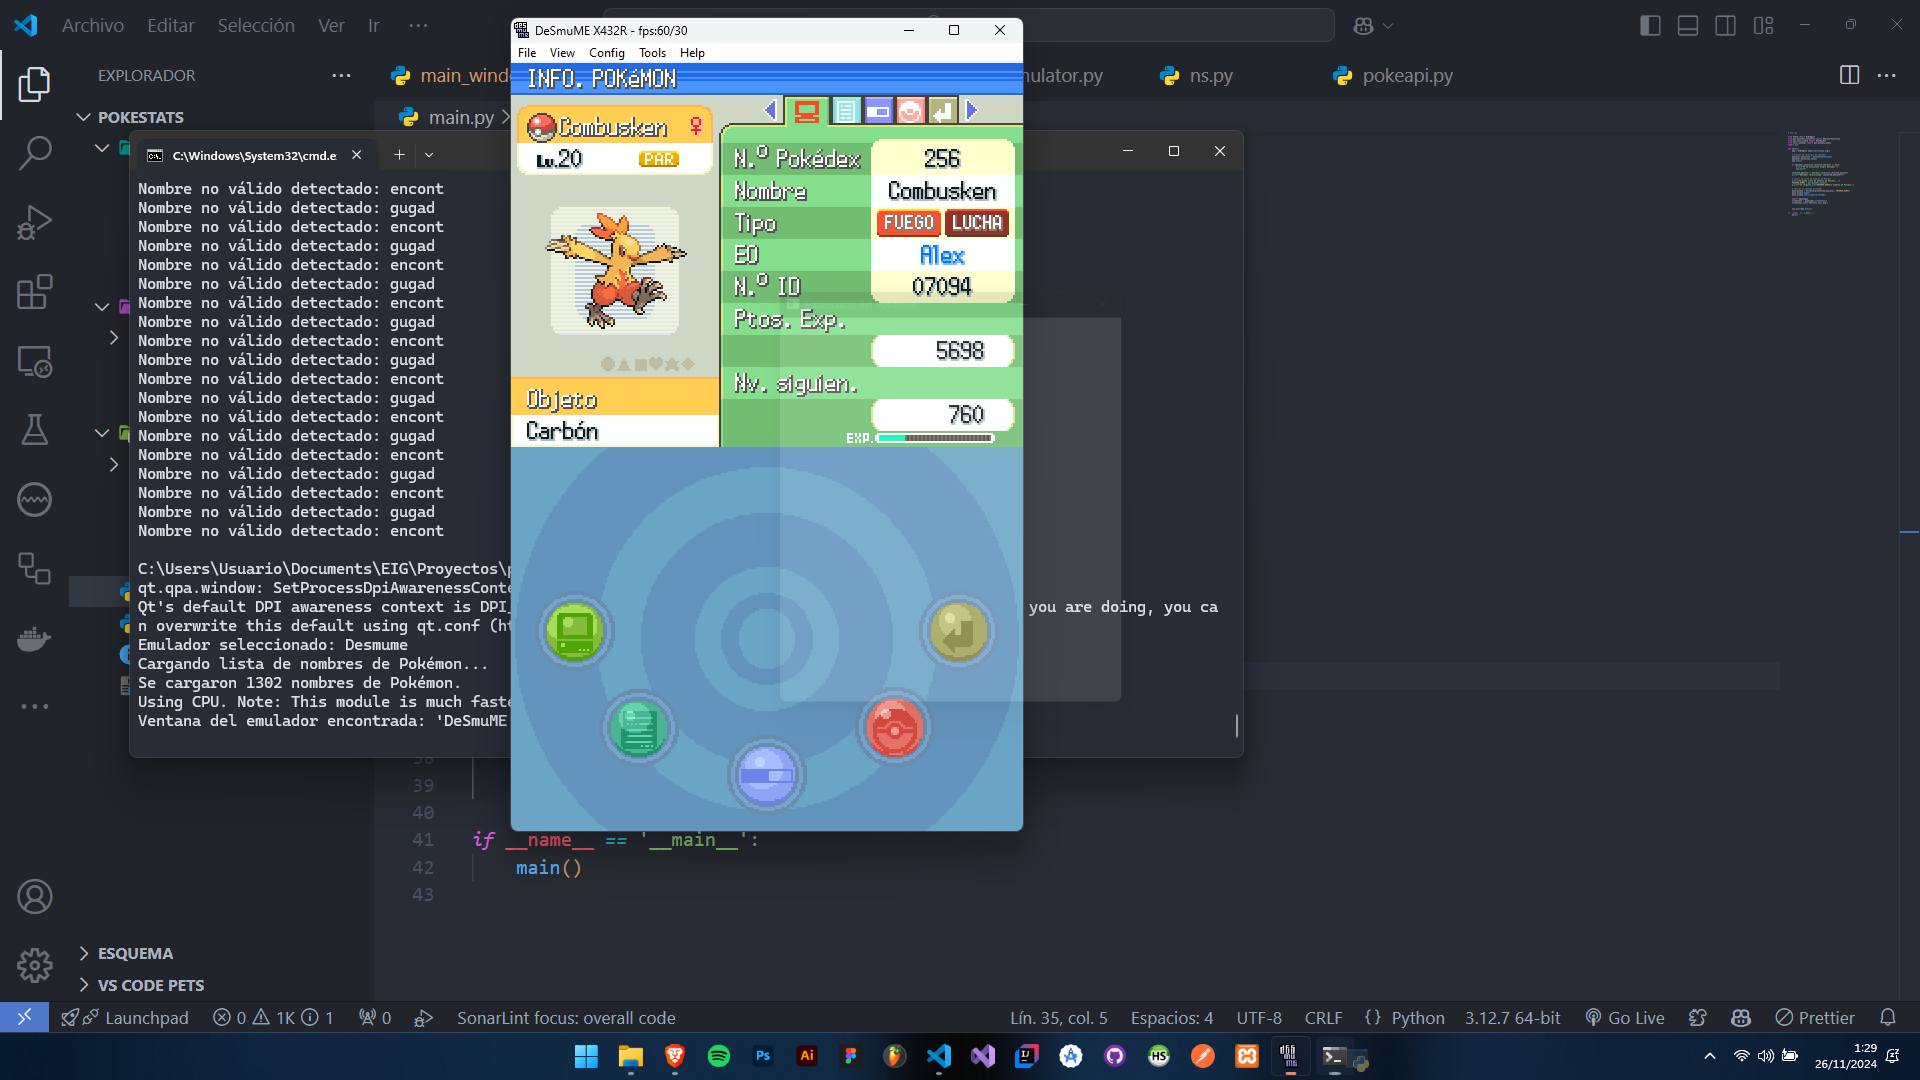 Archivo Editar Selección Ver Ir ···
EXPLORADOR
POKESTATS
ESQUEMA
VS CODE PETS
ulator.py
ns.py
pokeapi.py
main.py
C:\Windows\System32\cmd.e
Nombre no válido detectado: encont
Nombre no válido detectado: gugad
Nombre no válido detectado: encont
Nombre no válido detectado: gugad
Nombre no válido detectado: encont
Nombre no válido detectado: gugad
Nombre no válido detectado: encont
Nombre no válido detectado: gugad
Nombre no válido detectado: encont
Nombre no válido detectado: gugad
Nombre no válido detectado: encont
Nombre no válido detectado: gugad
Nombre no válido detectado: encont
Nombre no válido detectado: gugad
Nombre no válido detectado: encont
Nombre no válido detectado: gugad
Nombre no válido detectado: encont
Nombre no válido detectado: gugad
Nombre no válido detectado: encont
C:\Users\Usuario\Documents\EIG\Proyectos\
qt.qpa.window: SetProcessDpiAwarenessConte
Qt's default DPI awareness context is DPI_ you are doing, you ca
n overwrite this default using qt.conf (ht
Emulador seleccionado: Desmume
Cargando lista de nombres de Pokémon...
Se cargaron 1302 nombres de Pokémon.
Using CPU. Note: This module is much faste
Ventana del emulador encontrada: 'DeSmuME
DeSmuME X432R - fps:60/30
File View Config Tools Help
INFO. POKéMON
Combusken ♀
Lv.20 PAR
N.º Pokédex 256
Nombre Combusken
Tipo FUEGO LUCHA
EO Alex
N.º ID 07094
Ptos. Exp.
5698
Nv. siguien.
760
EXP.
Objeto
Carbón
39
40
41 if __name__ == '__main__':
42 main()
43
Launchpad 0 1K 1 0 SonarLint focus: overall code Lín. 35, col. 5 Espacios: 4 UTF-8 CRLF {} Python 3.12.7 64-bit Go Live Prettier
Ps Ai HS
1:29
26/11/2024